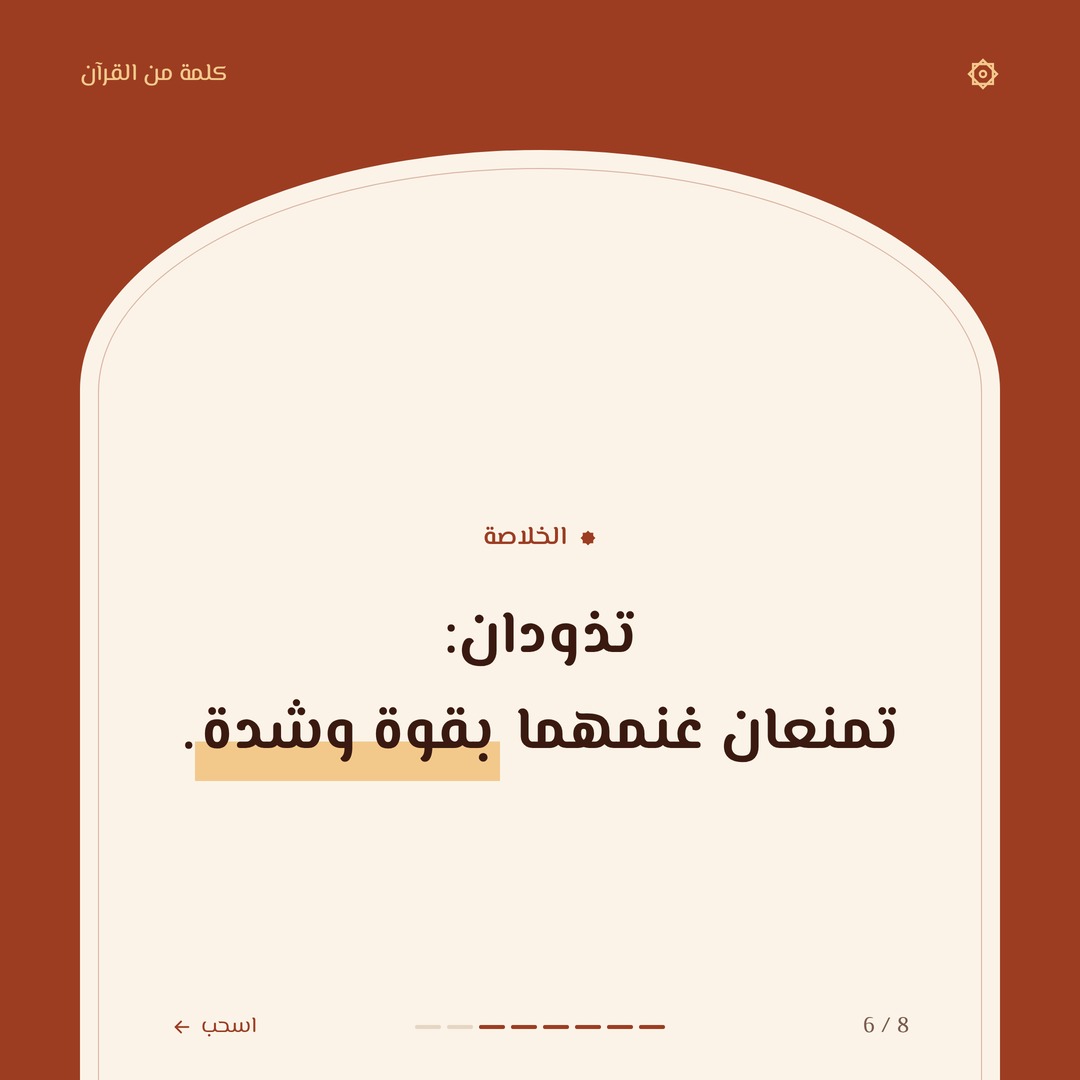 كلمة من القرآن
الخلاصة
تذودان:
تمنعان غنمهما بقوة وشدة.
6 / 8
اسحب ←